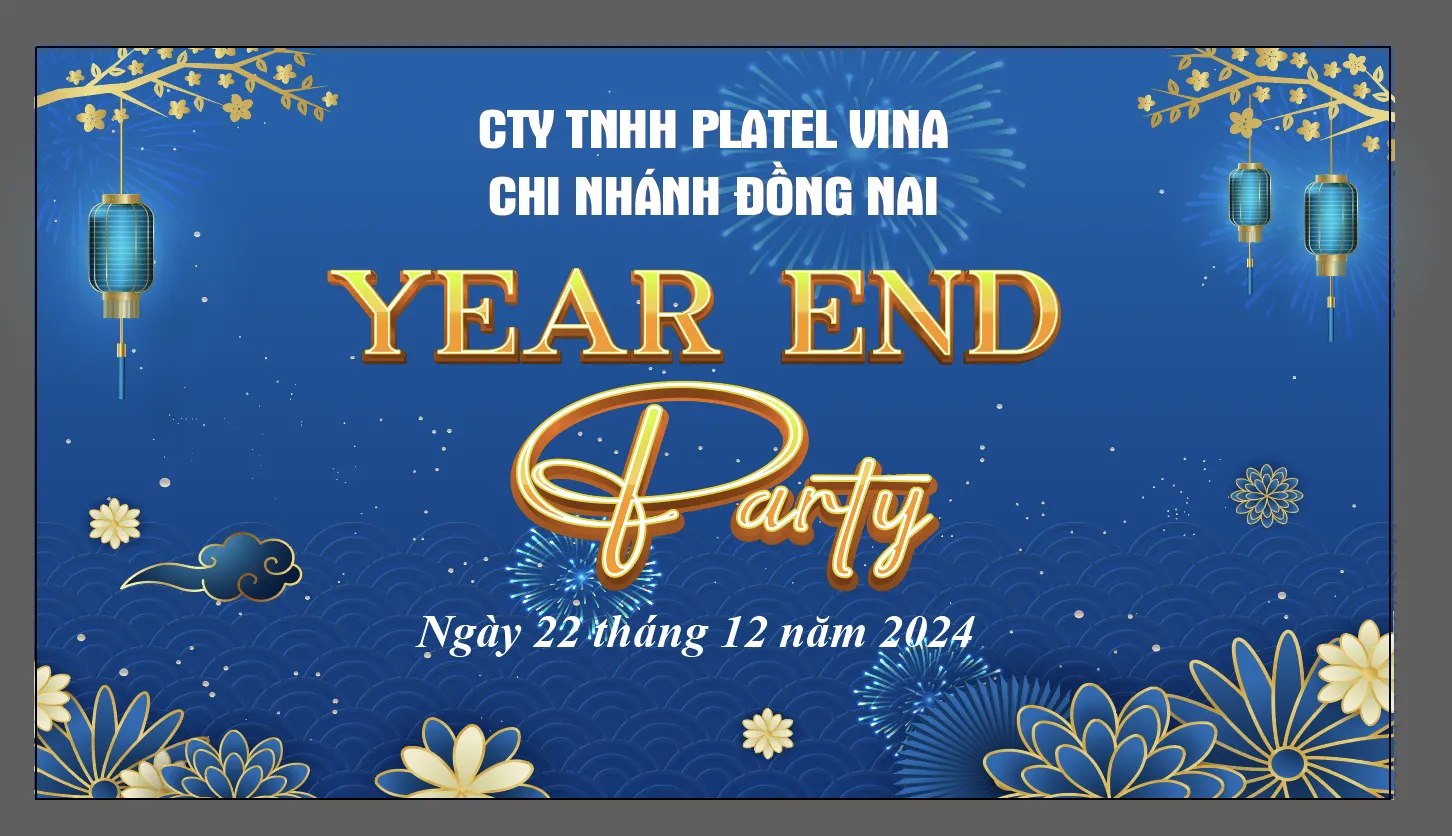 CTY TNHH PLATEL VINA
CHI NHÁNH ĐỒNG NAI
YEAR END
Party
Ngày 22 tháng 12 năm 2024